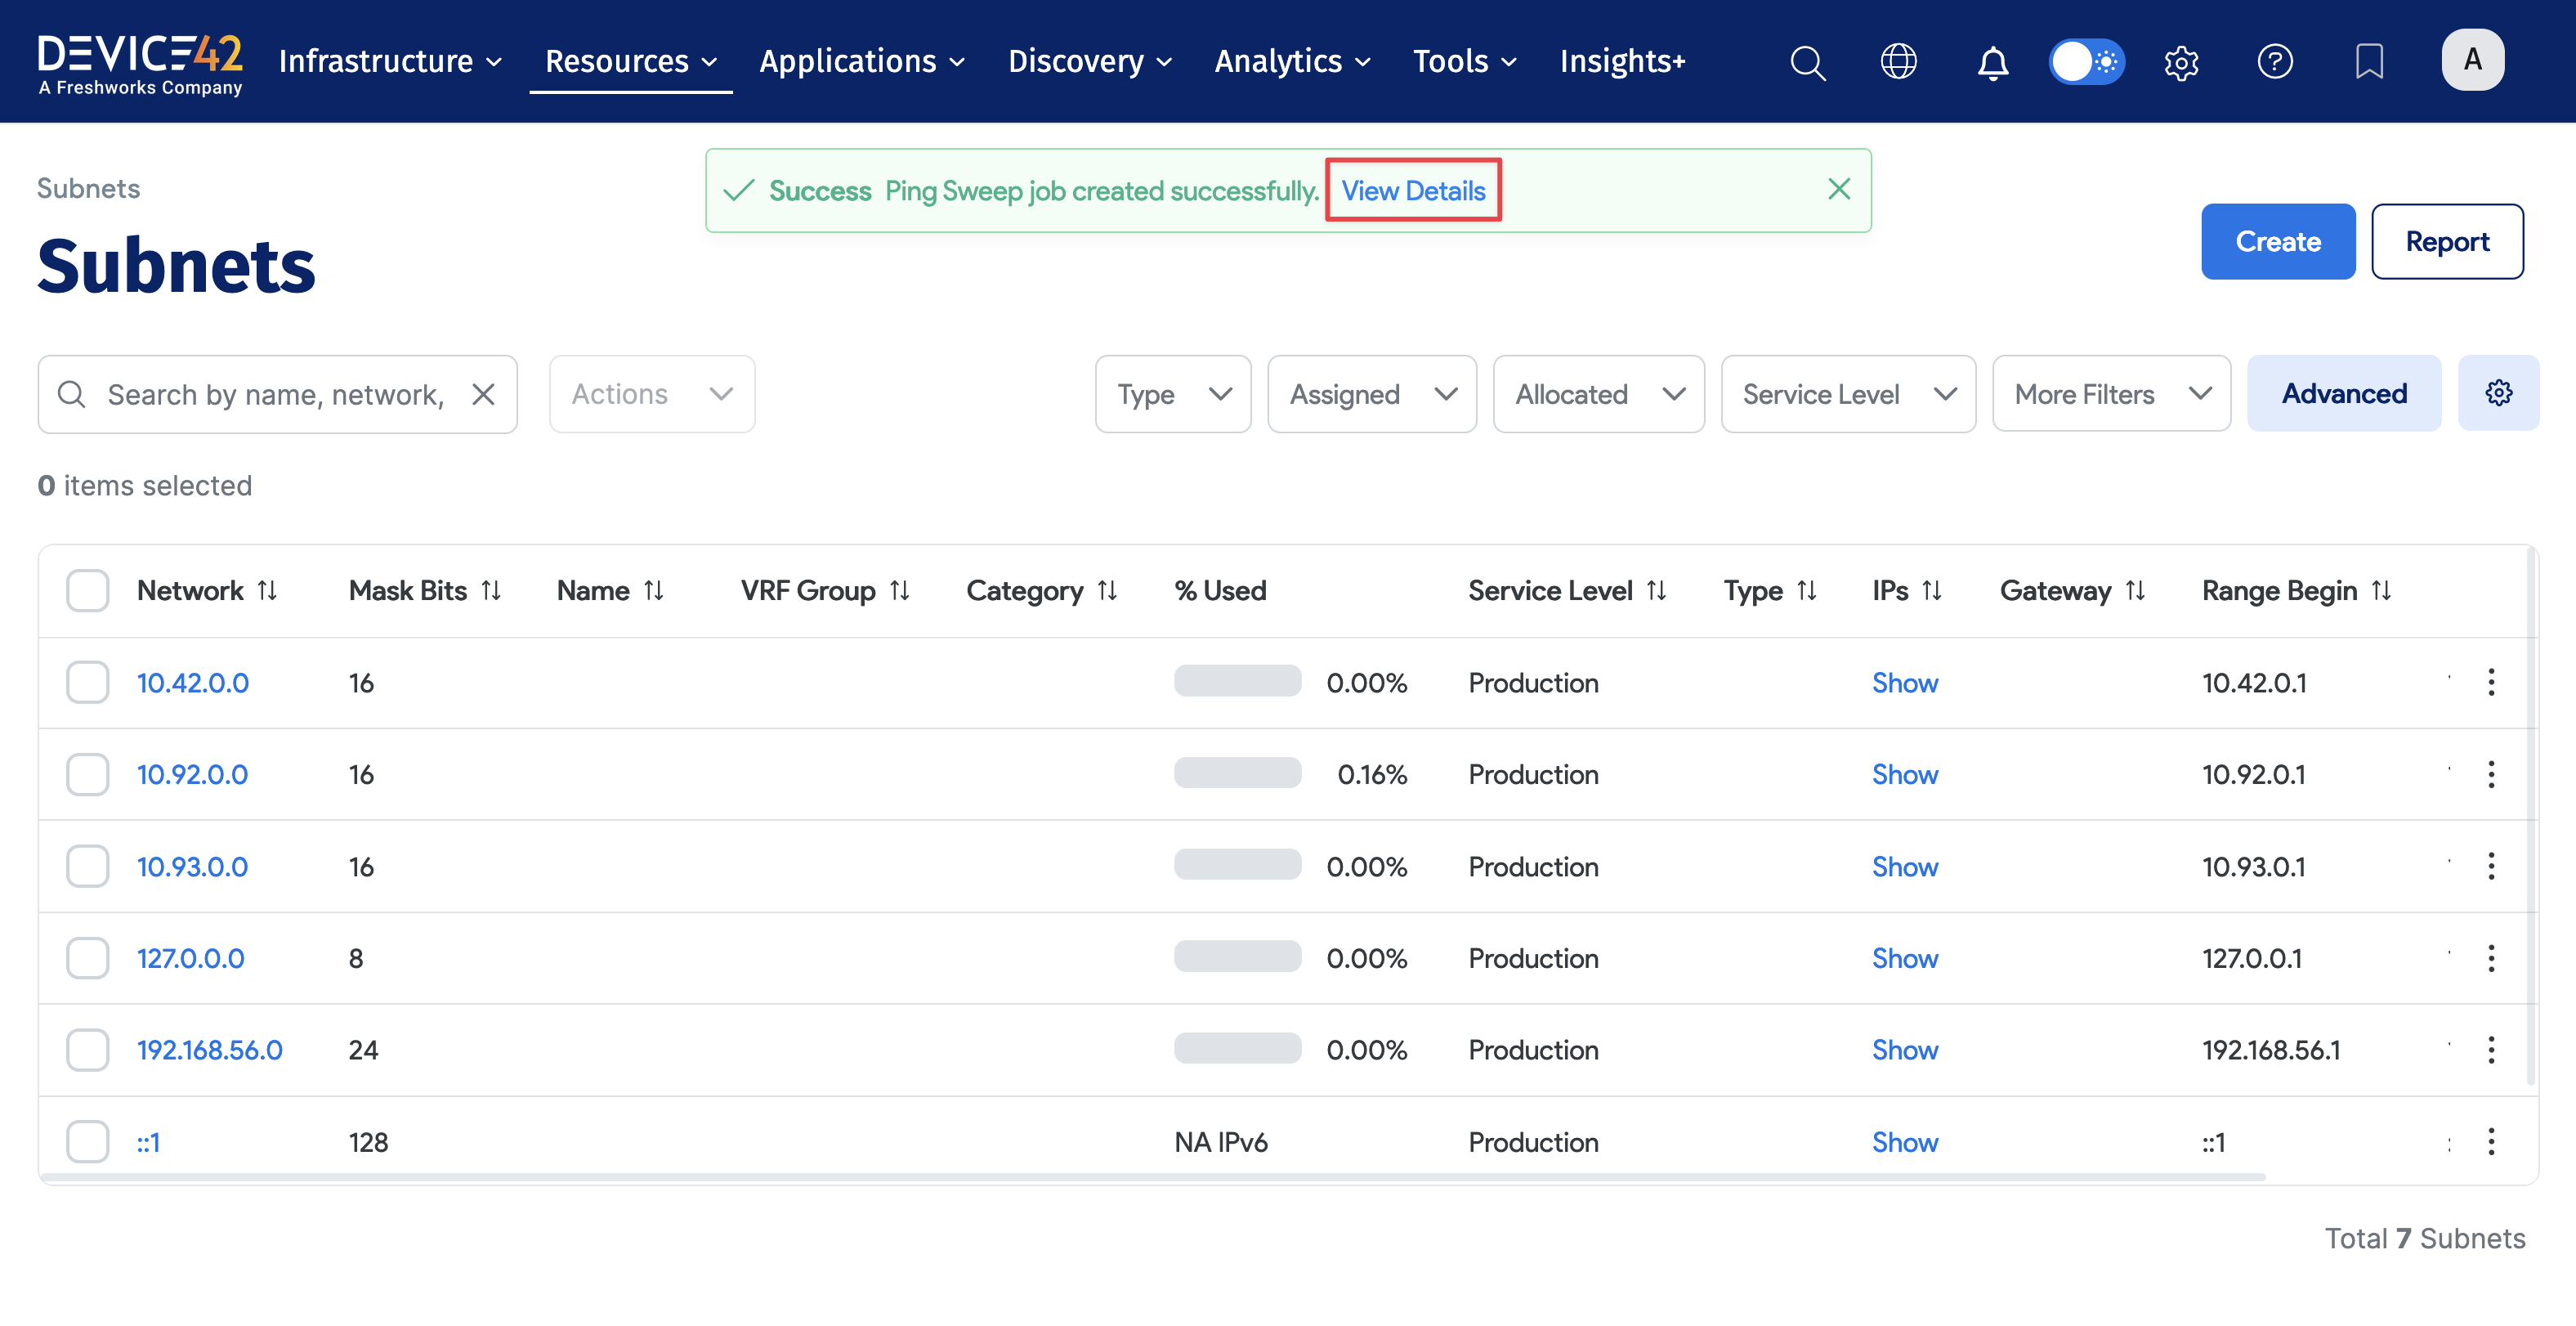 DEVICE42
A Freshworks Company
Infrastructure Resources Applications Discovery Analytics Tools Insights+
A
Subnets
Success Ping Sweep job created successfully. View Details
Subnets
Create Report
Search by name, network, Actions Type Assigned Allocated Service Level More Filters Advanced
0 items selected
Network Mask Bits Name VRF Group Category % Used Service Level Type IPs Gateway Range Begin
10.42.0.0 16 0.00% Production Show 10.42.0.1
10.92.0.0 16 0.16% Production Show 10.92.0.1
10.93.0.0 16 0.00% Production Show 10.93.0.1
127.0.0.0 8 0.00% Production Show 127.0.0.1
192.168.56.0 24 0.00% Production Show 192.168.56.1
::1 128 NA IPv6 Production Show ::1
Total 7 Subnets